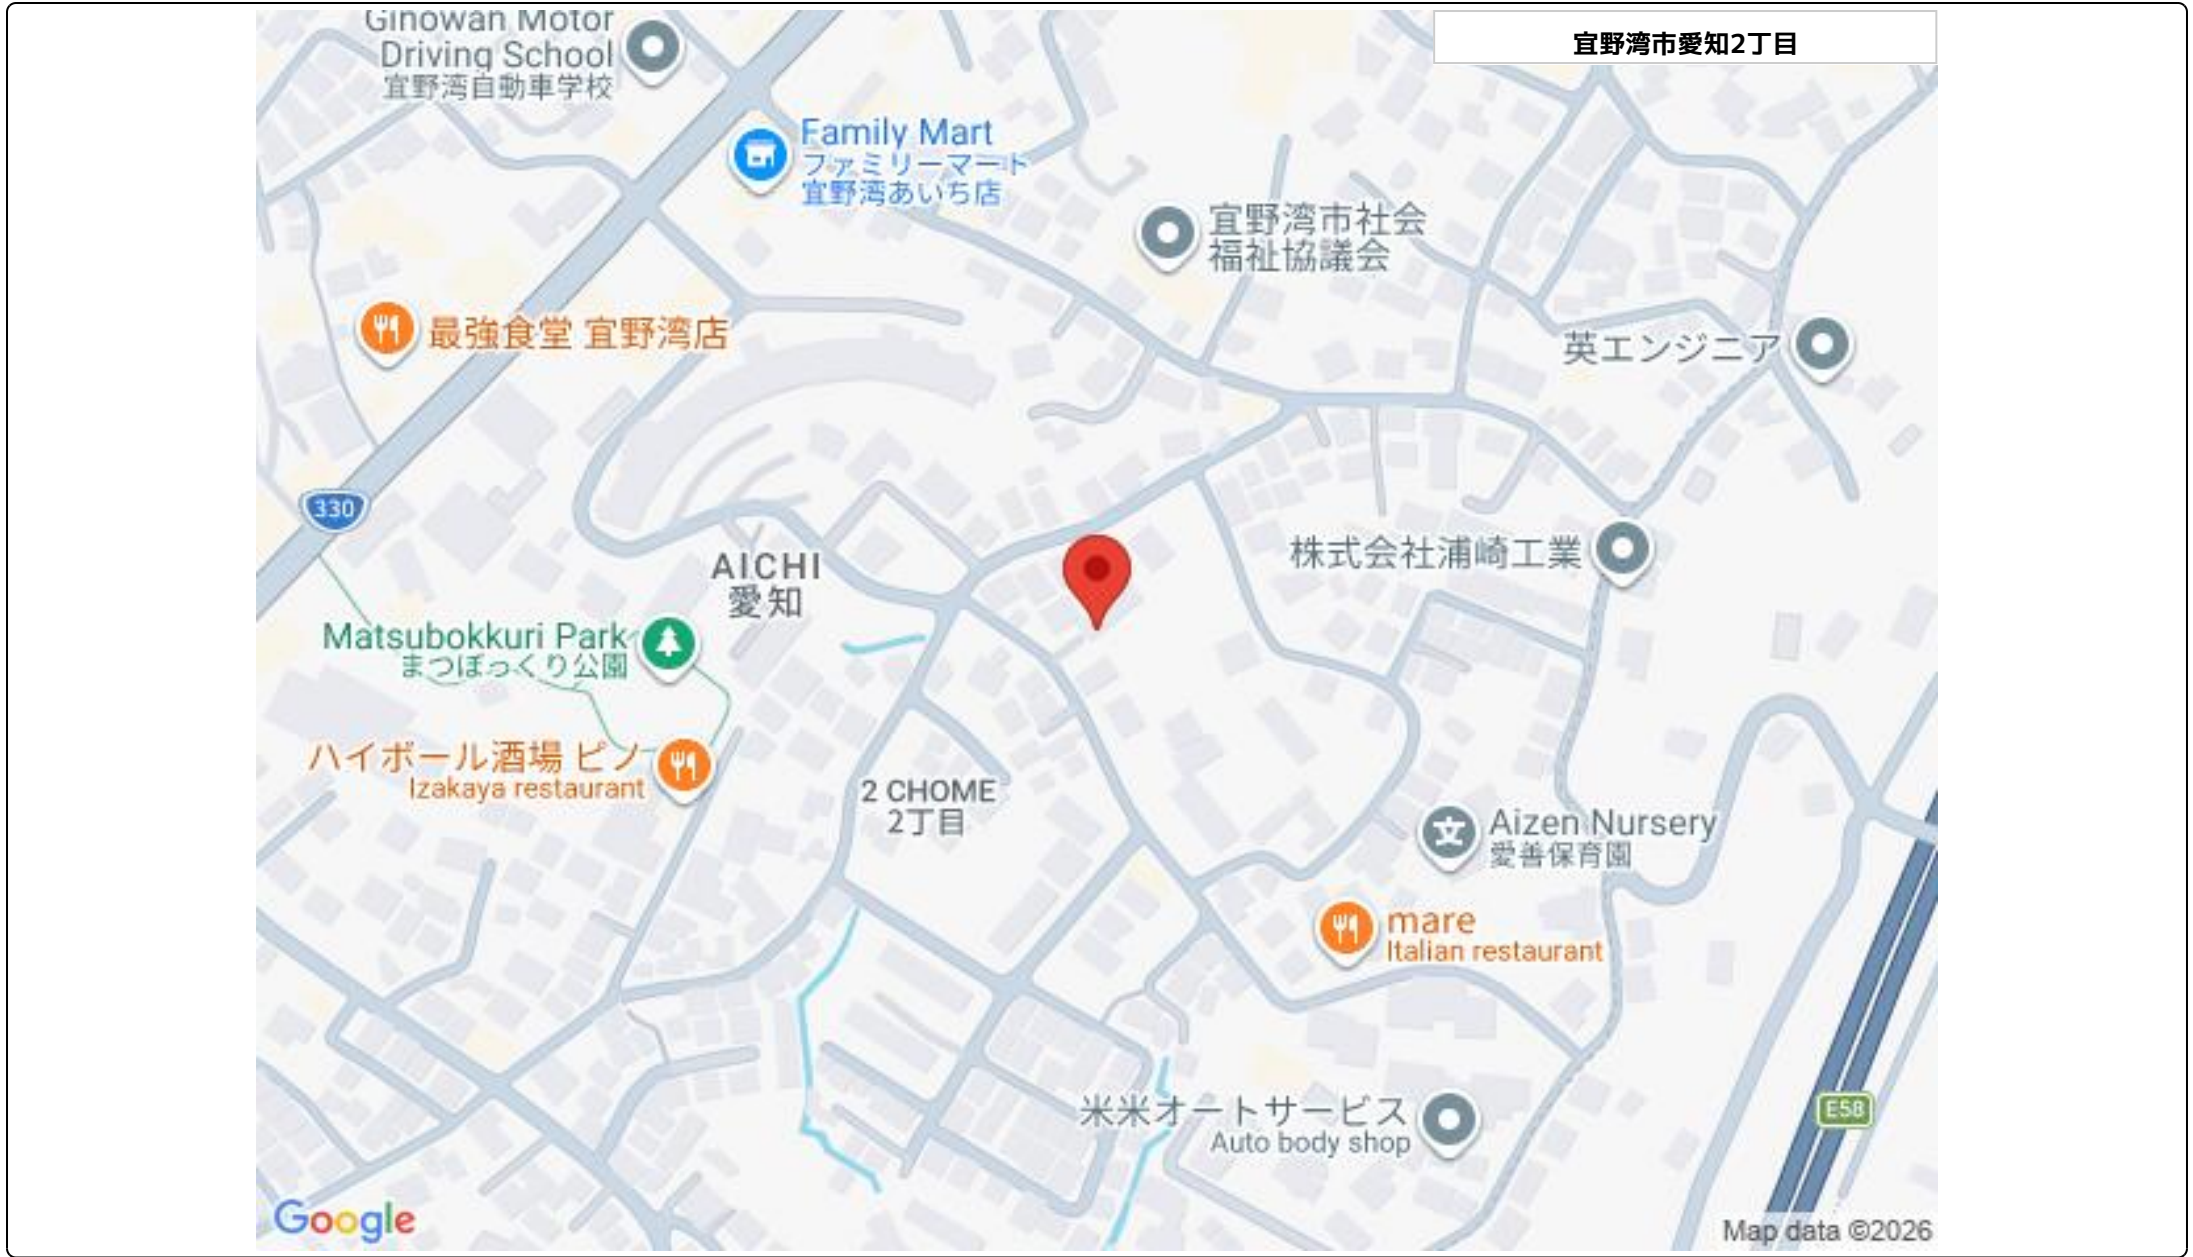 Ginowan Motor
Driving School
宜野湾自動車学校
宜野湾市愛知2丁目
Family Mart
ファミリーマート
宜野湾あいち店
宜野湾市社会
福祉協議会
最強食堂 宜野湾店
英エンジニア
330
株式会社浦崎工業
AICHI
愛知
Matsubokkuri Park
まつぼっくり公園
ハイボール酒場 ピノ
Izakaya restaurant
2 CHOME
2丁目
文
Aizen Nursery
愛善保育園
mare
Italian restaurant
米米オートサービス
Auto body shop
E58
Google
Map data ©2026